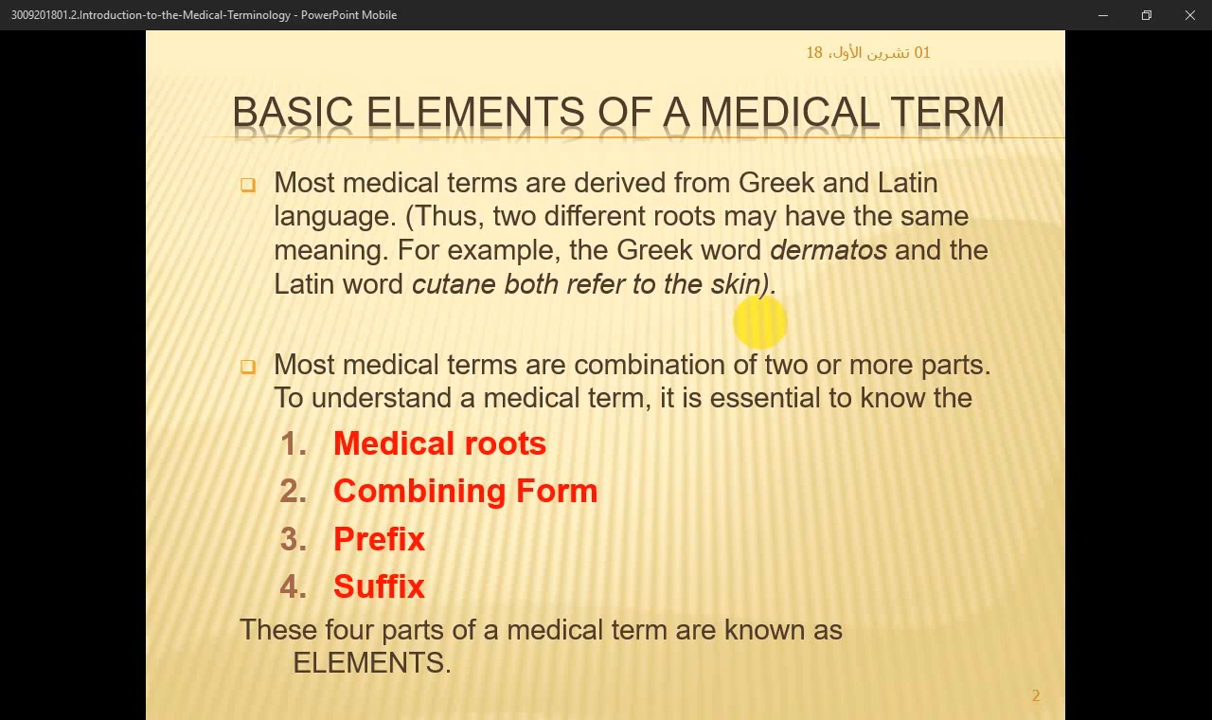 3009201801.2.Introduction-to-the-Medical-Terminology - PowerPoint Mobile
01 تشرين الأول، 18
BASIC ELEMENTS OF A MEDICAL TERM
Most medical terms are derived from Greek and Latin
language. (Thus, two different roots may have the same
meaning. For example, the Greek word dermatos and the
Latin word cutane both refer to the skin).
Most medical terms are combination of two or more parts.
To understand a medical term, it is essential to know the
1. Medical roots
2. Combining Form
3. Prefix
4. Suffix
These four parts of a medical term are known as
ELEMENTS.
2